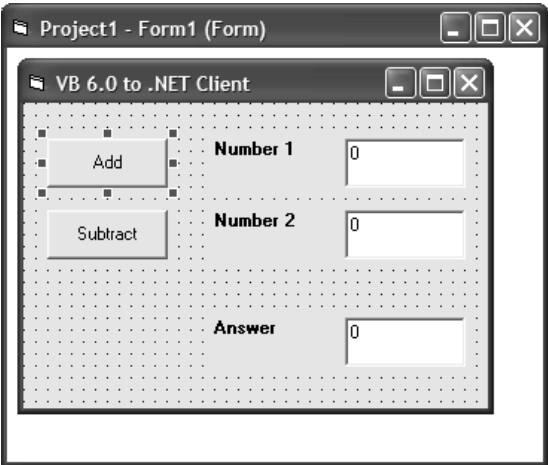 Project1 - Form1 (Form)
VB 6.0 to .NET Client
Add
Number 1
0
Subtract
Number 2
0
Answer
0